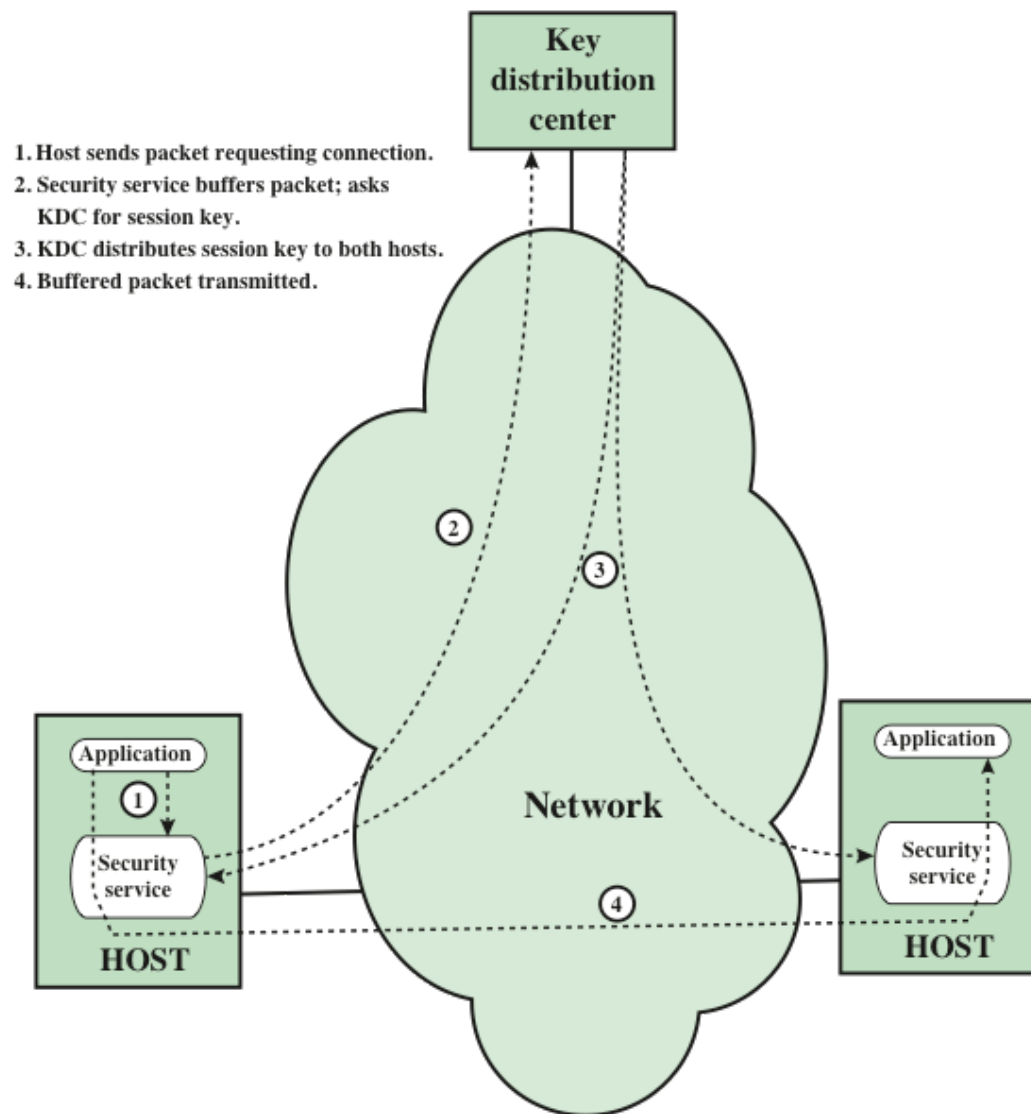 Key
distribution
center
1. Host sends packet requesting connection.
2. Security service buffers packet; asks
KDC for session key.
3. KDC distributes session key to both hosts.
4. Buffered packet transmitted.
2
3
Application
1
Security
service
HOST
Network
4
Application
Security
service
HOST